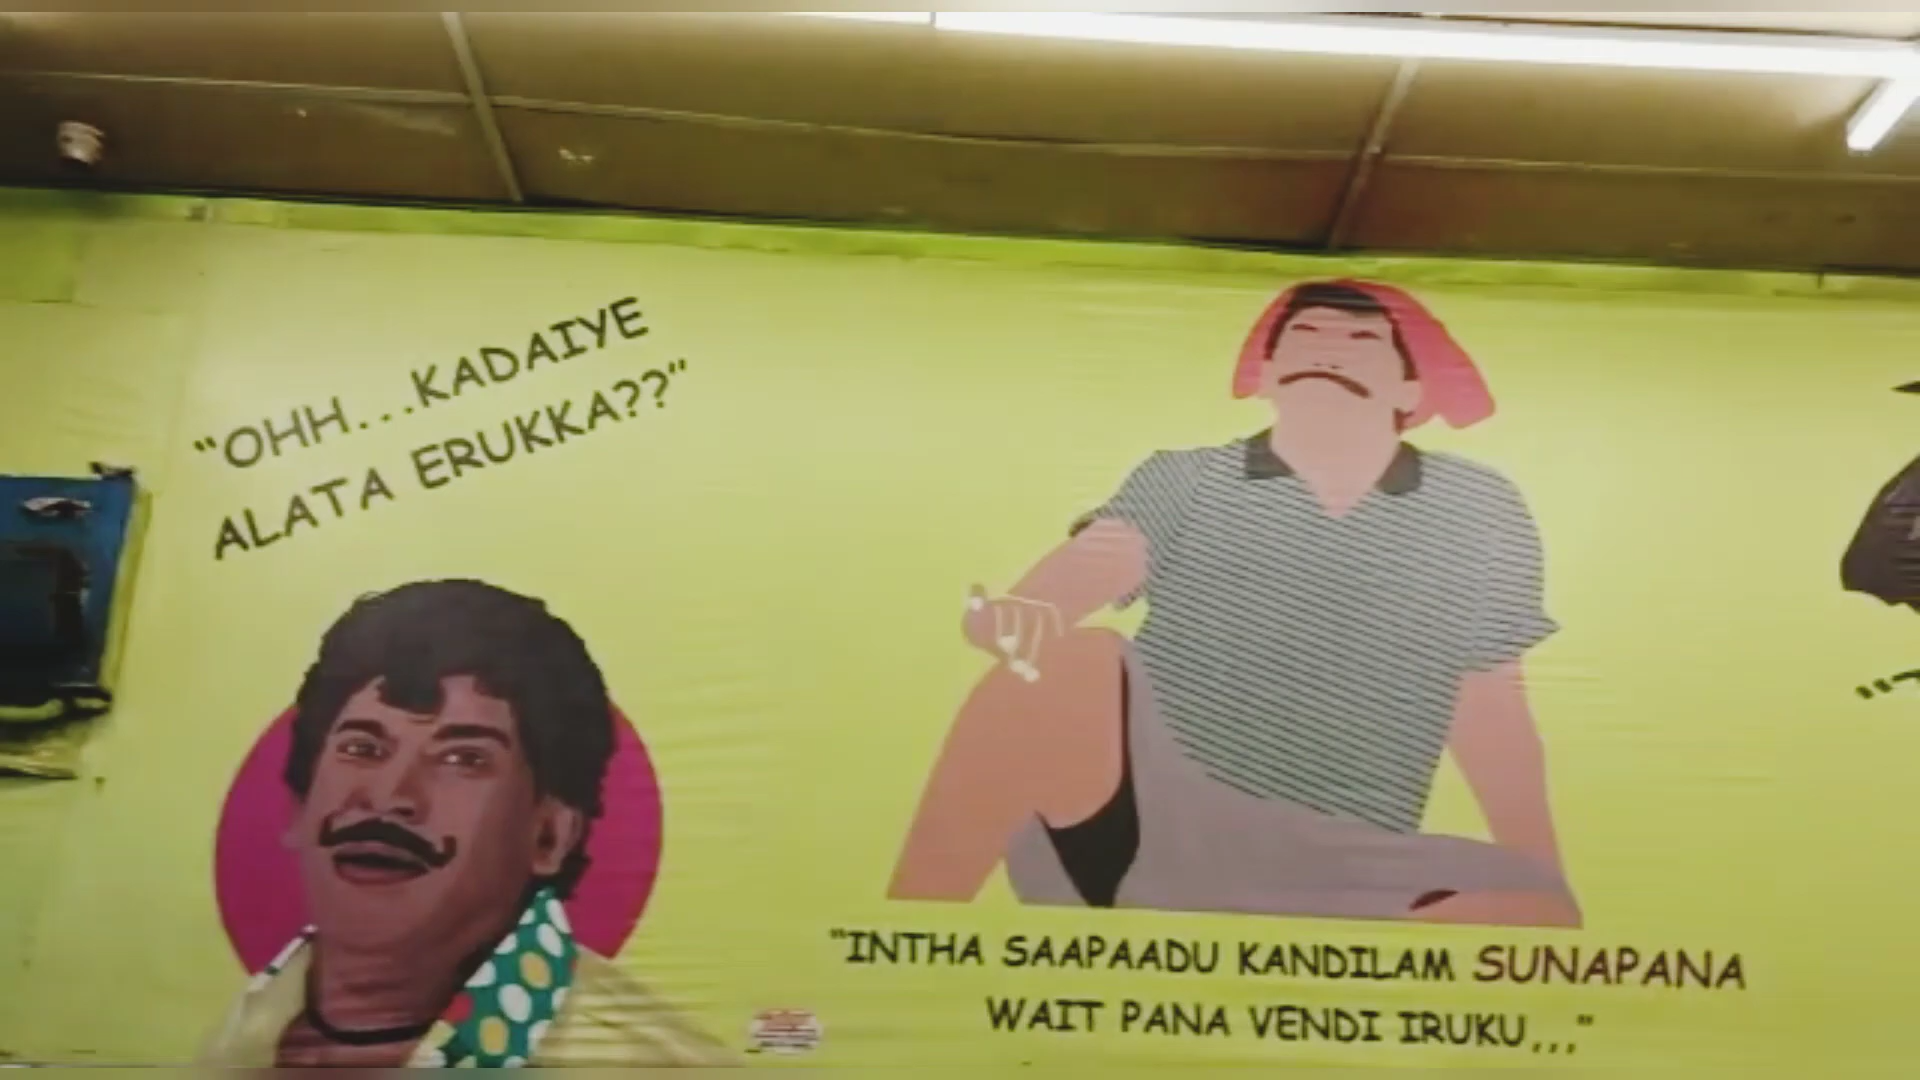 "OHH...KADAIYE
ALATA ERUKKA??"
"INTHA SAAPAADU KANDILAM SUNAPANA
WAIT PANA VENDI IRUKU,,,"